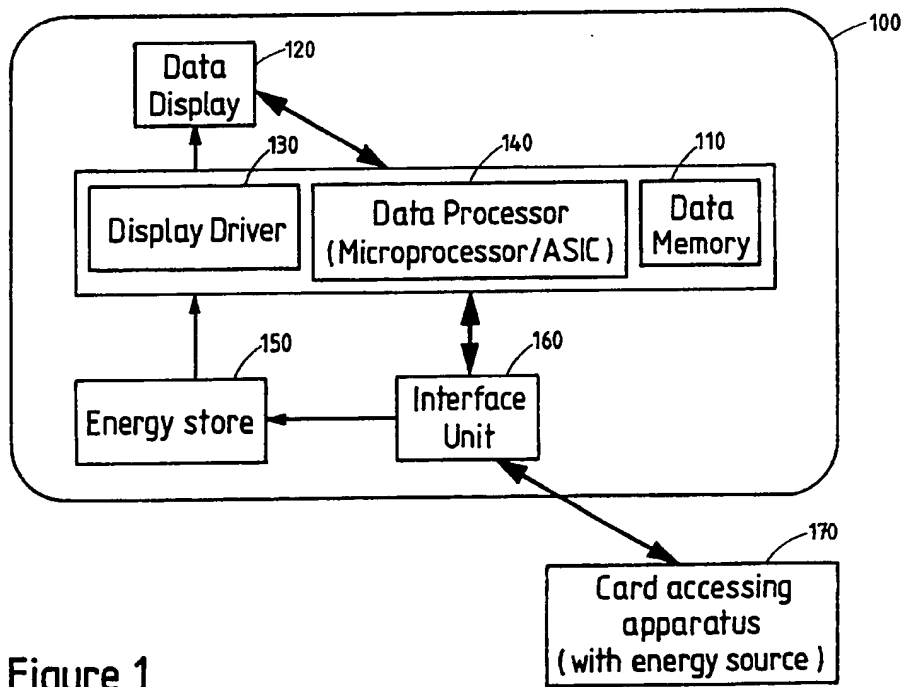 100
120
Data
Display
130
140
110
Display Driver
Data Processor
(Microprocessor/ASIC)
Data
Memory
150
160
Energy store
Interface
Unit
170
Card accessing
apparatus
(with energy source)
Figure 1